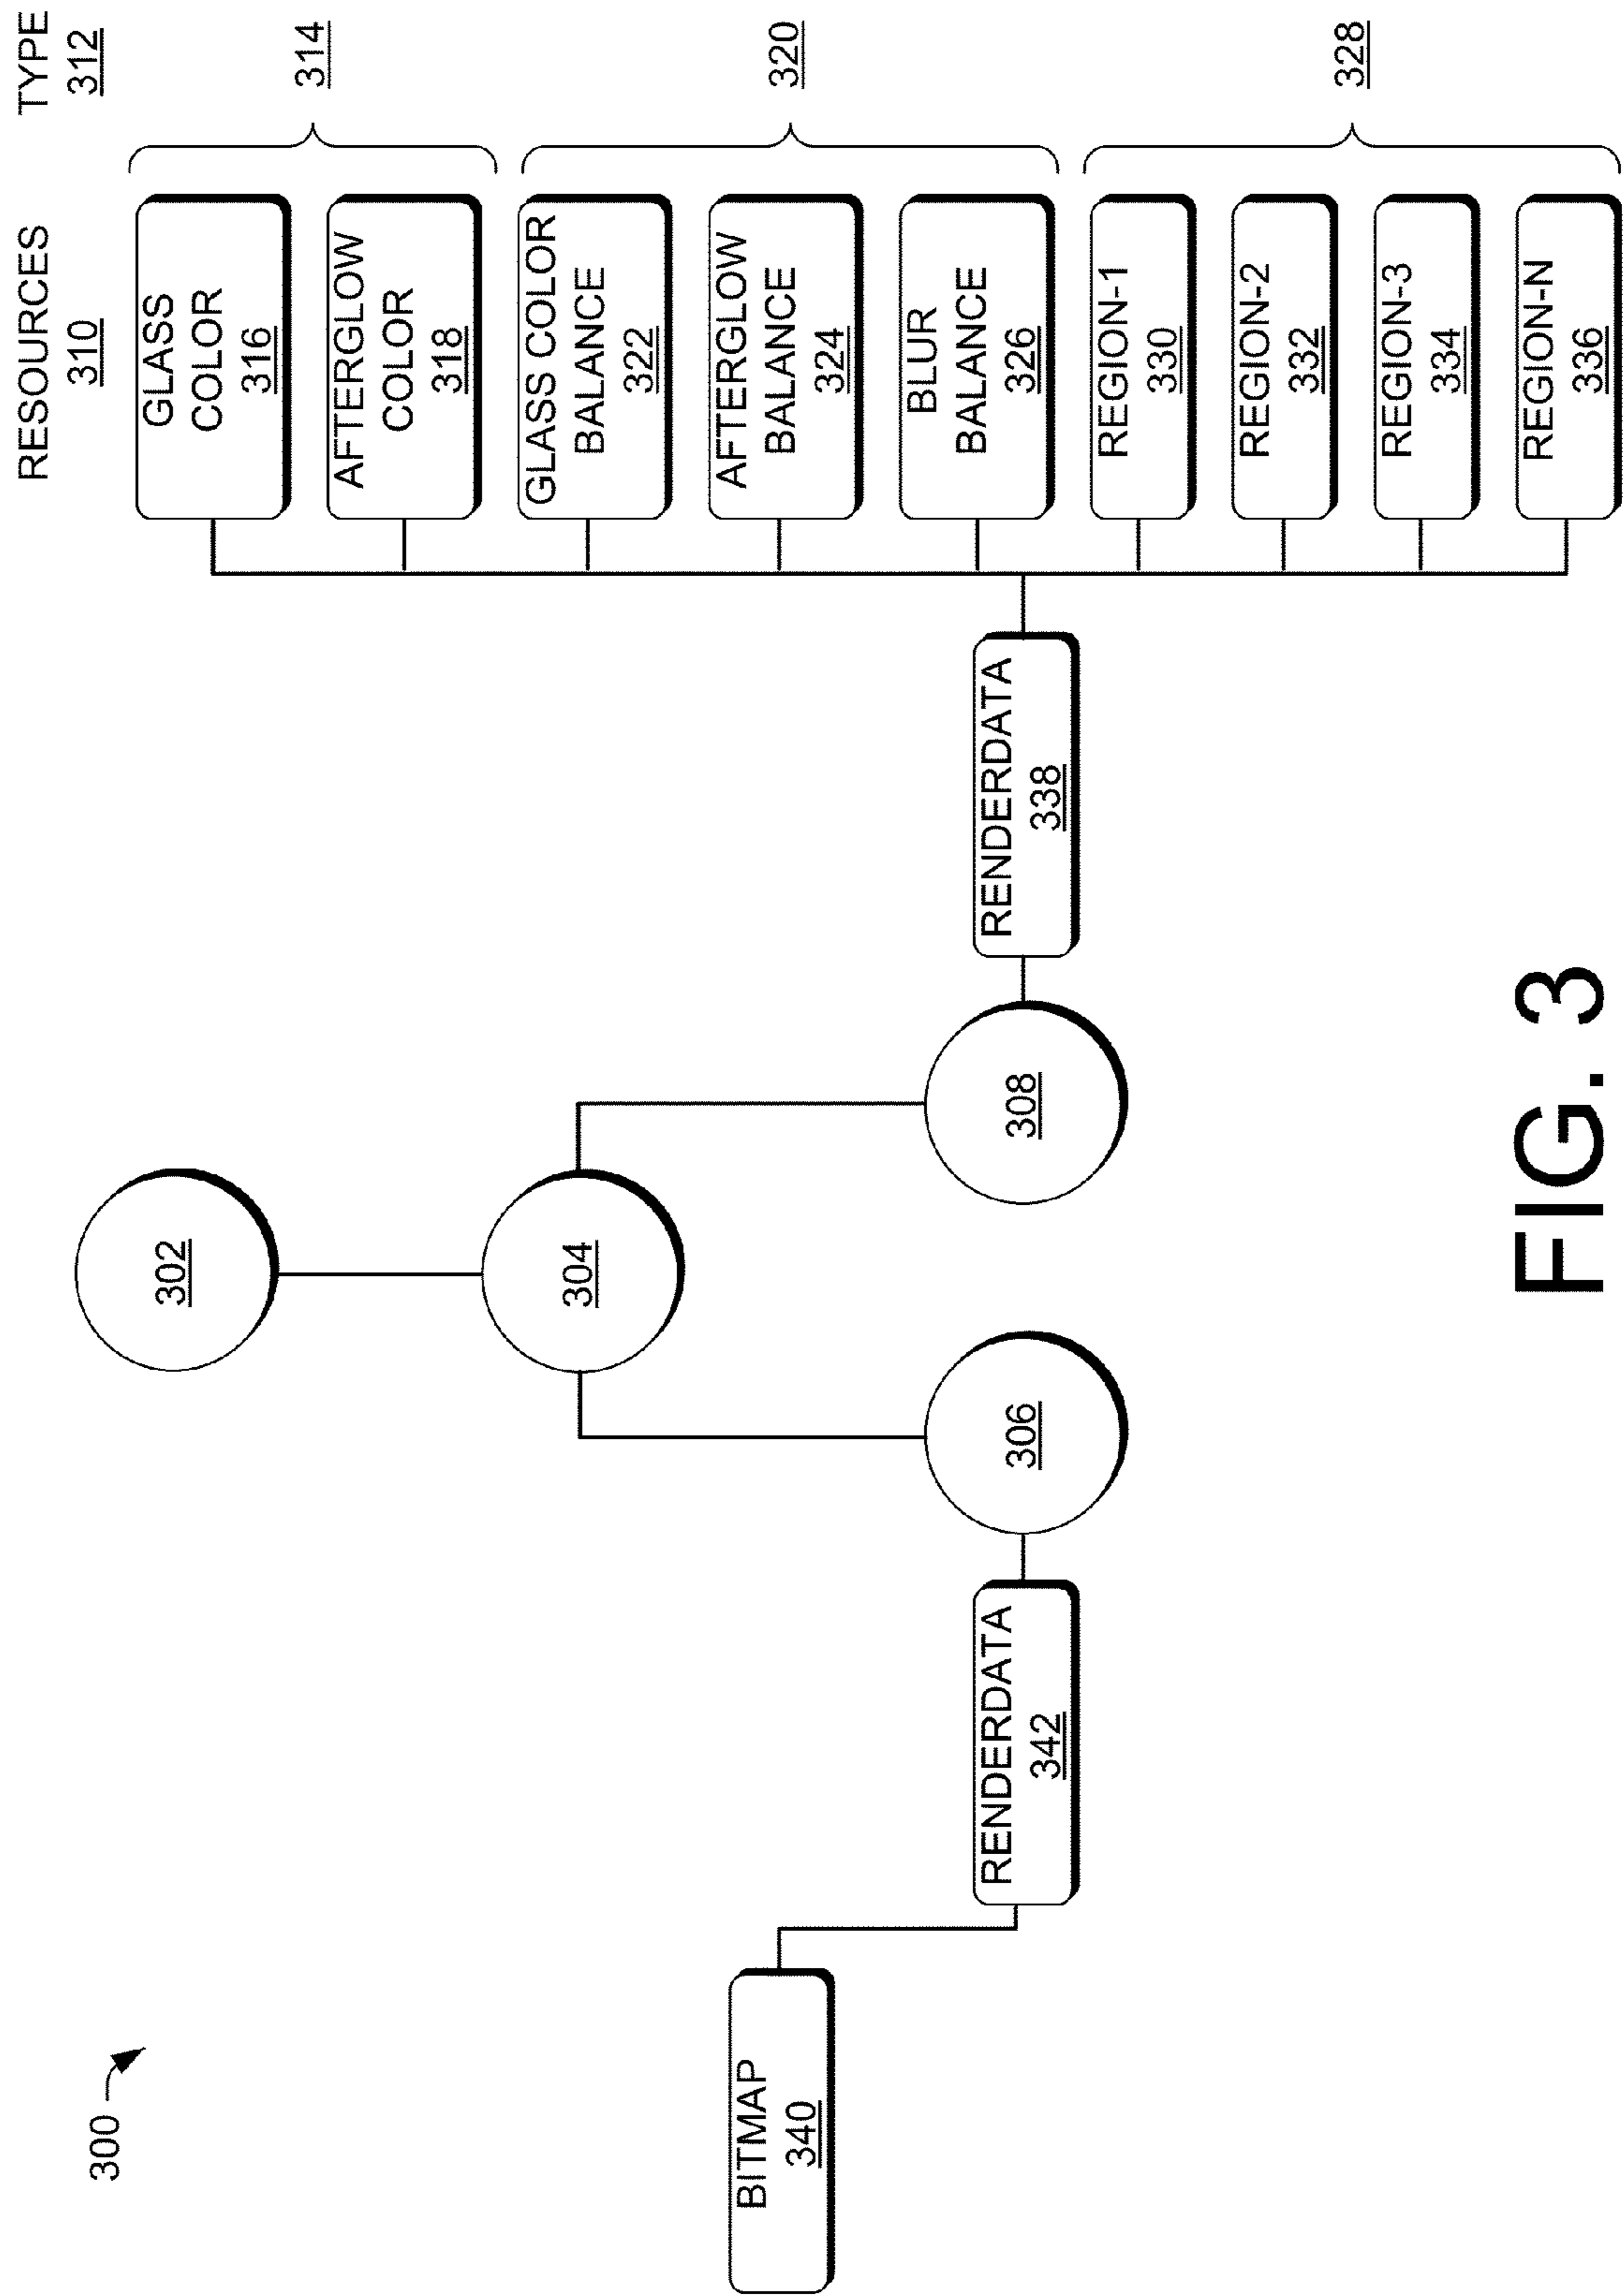 300
RESOURCES
310
TYPE
312
302
304
306
308
GLASS
COLOR
316
AFTERGLOW
COLOR
318
314
GLASS COLOR
BALANCE
322
AFTERGLOW
BALANCE
324
BLUR
BALANCE
326
320
REGION-1
330
REGION-2
332
REGION-3
334
REGION-N
336
328
BITMAP
340
RENDERDATA
342
RENDERDATA
338
FIG. 3